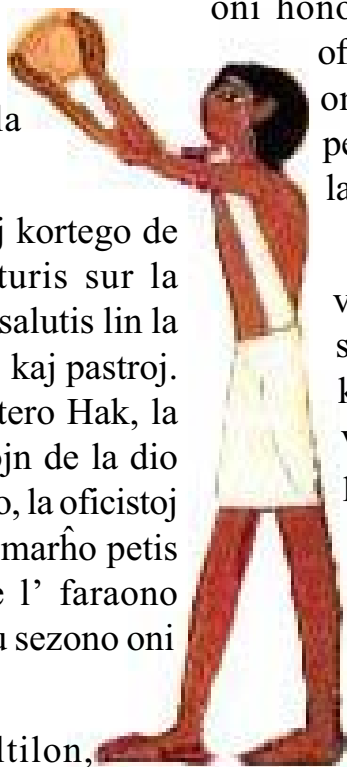 la
j kortego de
turis sur la
salutis lin la
kaj pastroj.
tero Hak, la
ojn de la dio
o, la oficistoj
marĥo petis
e l’ faraono
u sezono oni
ltilon,
oni hono
of
or
pe
la
v
s
k
v